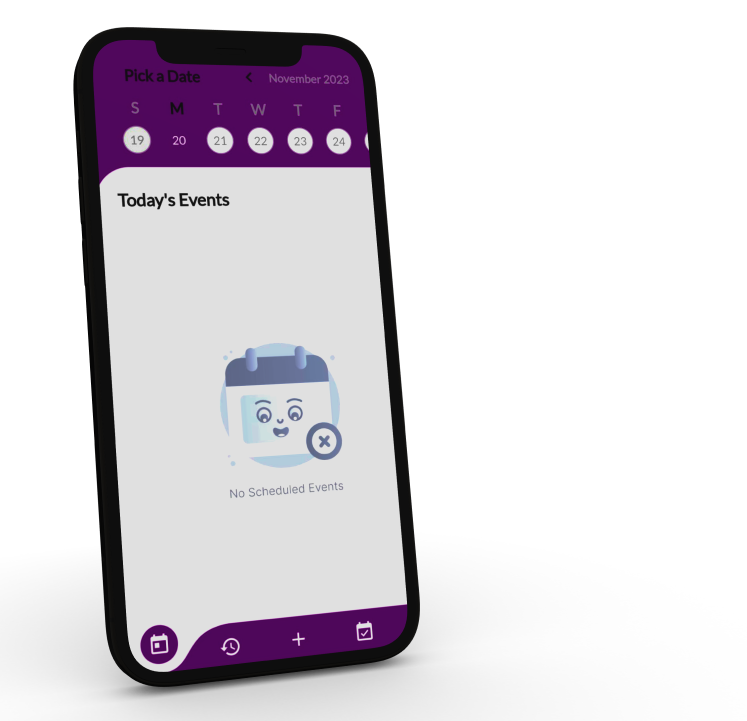 Pick a Date < November 2023
S M T W T F
19 20 21 22 23 24
Today's Events
No Scheduled Events